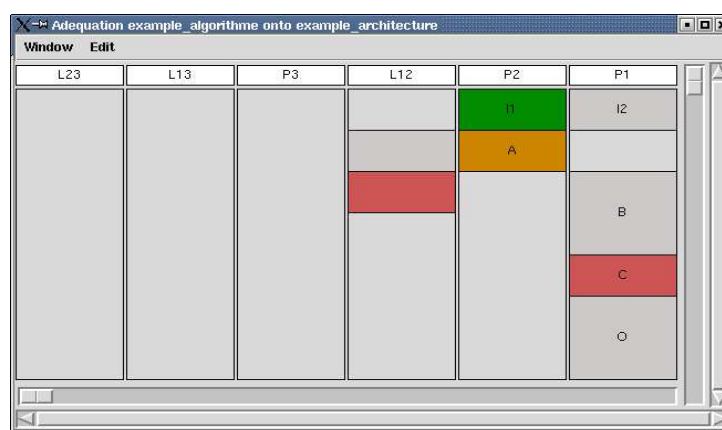 Adequation example_algorithme onto example_architecture
Window Edit
L23 L13 P3 L12 P2 P1
I1 I2
A
B
C
O